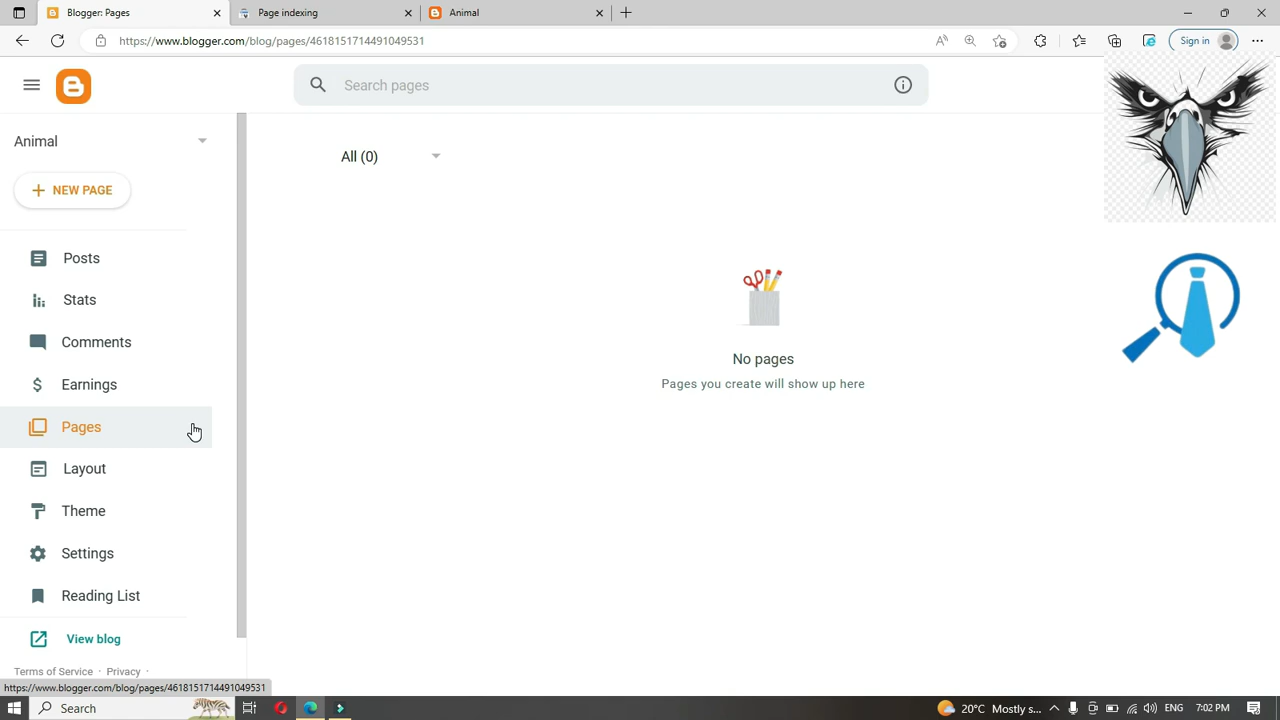 Blogger: Pages
Page indexing
Animal
https://www.blogger.com/blog/pages/4618151714491049531
Sign in
Search pages
Animal
All (0)
NEW PAGE
Posts
Stats
Comments
Earnings
Pages
Layout
Theme
Settings
Reading List
View blog
Terms of Service · Privacy ·
No pages
Pages you create will show up here
https://www.blogger.com/blog/pages/4618151714491049531
Search
20°C Mostly s...
ENG
7:02 PM